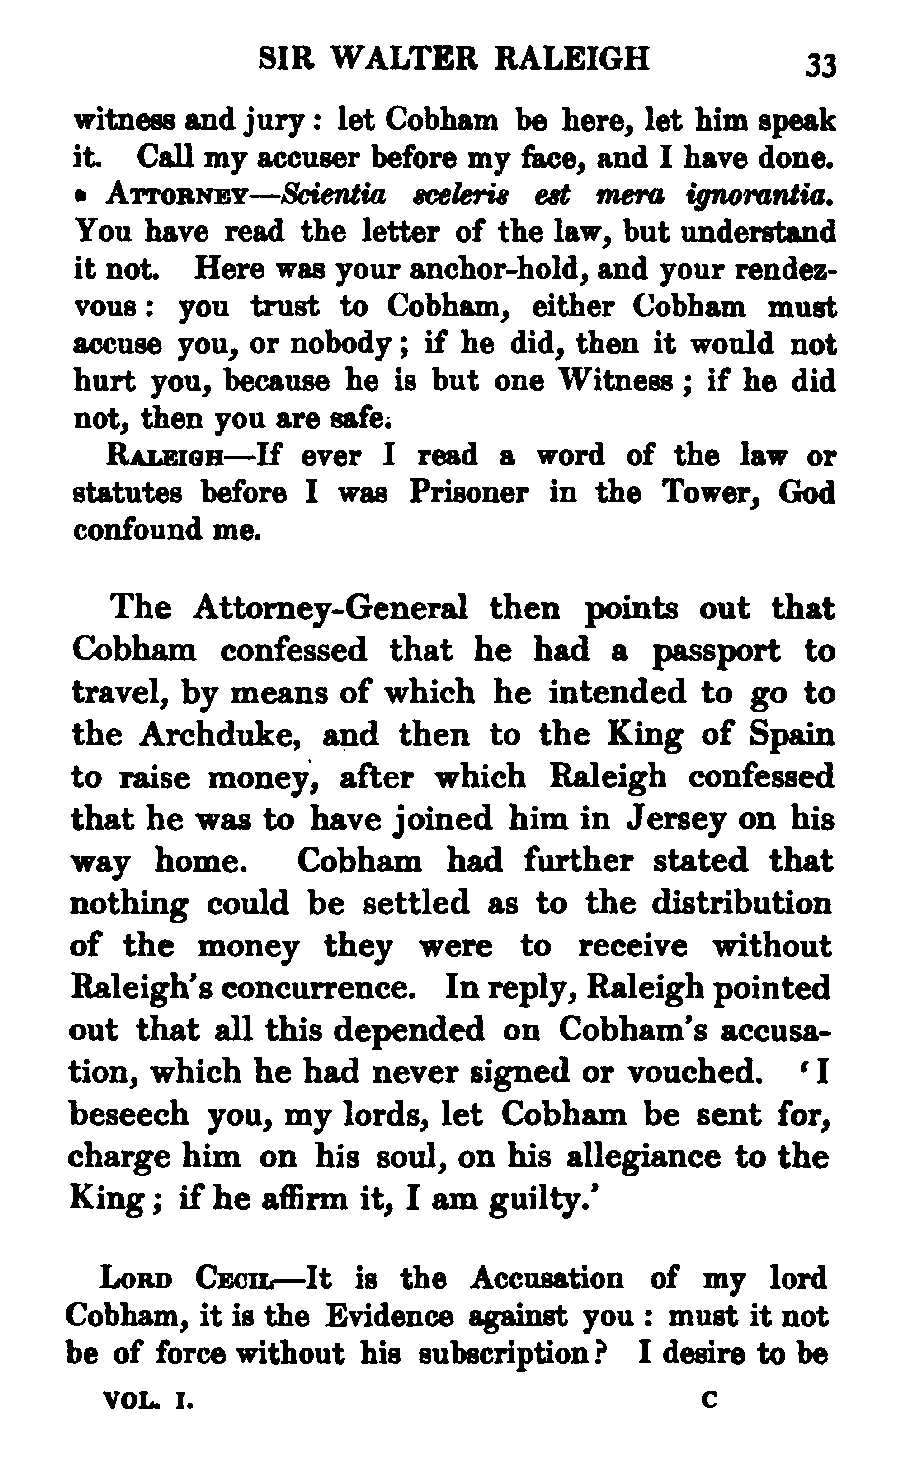 SIR WALTER RALEIGH 33
witness and jury : let Cobham be here, let him speak
it. Call my accuser before my face, and I have done.
ATTORNEY—Scientia sceleris est mera ignorantia.
You have read the letter of the law, but understand
it not. Here was your anchor-hold, and your rendez-
vous : you trust to Cobham, either Cobham must
accuse you, or nobody ; if he did, then it would not
hurt you, because he is but one Witness ; if he did
not, then you are safe.
RALEIGH—If ever I read a word of the law or
statutes before I was Prisoner in the Tower, God
confound me.
The Attorney-General then points out that
Cobham confessed that he had a passport to
travel, by means of which he intended to go to
the Archduke, and then to the King of Spain
to raise money, after which Raleigh confessed
that he was to have joined him in Jersey on his
way home. Cobham had further stated that
nothing could be settled as to the distribution
of the money they were to receive without
Raleigh's concurrence. In reply, Raleigh pointed
out that all this depended on Cobham's accusa-
tion, which he had never signed or vouched. ‘I
beseech you, my lords, let Cobham be sent for,
charge him on his soul, on his allegiance to the
King ; if he affirm it, I am guilty.’
LORD CECIL—It is the Accusation of my lord
Cobham, it is the Evidence against you : must it not
be of force without his subscription? I desire to be
VOL. I. C